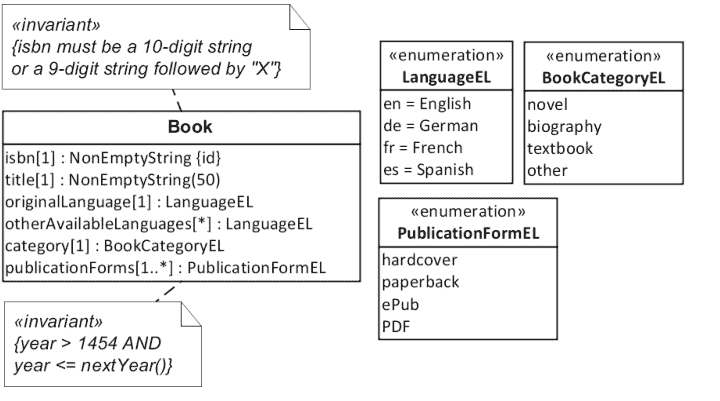 «invariant»
{isbn must be a 10-digit string
or a 9-digit string followed by "X"}
Book
isbn[1] : NonEmptyString {id}
title[1] : NonEmptyString(50)
originalLanguage[1] : LanguageEL
otherAvailableLanguages[*] : LanguageEL
category[1] : BookCategoryEL
publicationForms[1..*] : PublicationFormEL
«invariant»
{year > 1454 AND
year <= nextYear()}
«enumeration»
LanguageEL
en = English
de = German
fr = French
es = Spanish
«enumeration»
BookCategoryEL
novel
biography
textbook
other
«enumeration»
PublicationFormEL
hardcover
paperback
ePub
PDF